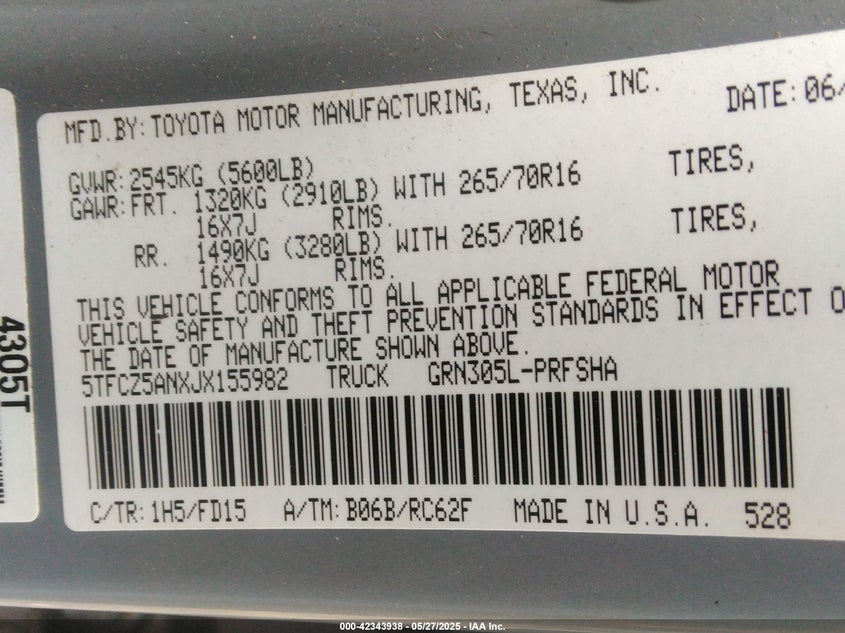 MFD.BY:TOYOTA MOTOR MANUFACTURING, TEXAS, INC. DATE:06/
GVWR:2545KG (5600LB)
GAWR:FRT. 1320KG (2910LB) WITH 265/70R16 TIRES,
16X7J RIMS.
RR. 1490KG (3280LB) WITH 265/70R16 TIRES,
16X7J RIMS.
THIS VEHICLE CONFORMS TO ALL APPLICABLE FEDERAL MOTOR
VEHICLE SAFETY AND THEFT PREVENTION STANDARDS IN EFFECT O
THE DATE OF MANUFACTURE SHOWN ABOVE.
5TFCZ5ANXJX155982 TRUCK GRN305L-PRFSHA
C/TR:1H5/FD15 A/TM:B06B/RC62F MADE IN U.S.A. 528
4305T
000-42343938 - 05/27/2025 - IAA Inc.